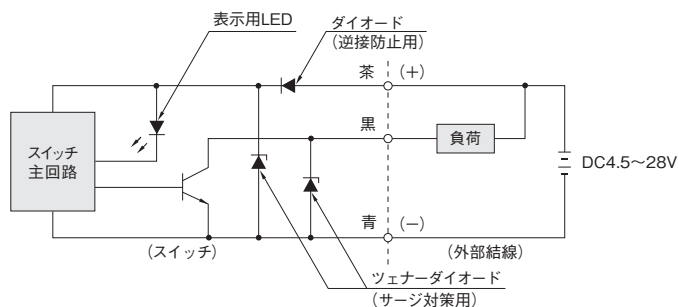 表示用LED
ダイオード
(逆接防止用)
茶 (+)
黒
負荷
スイッチ
主回路
DC4.5〜28V
青 (−)
(スイッチ)
(外部結線)
ツェナーダイオード
(サージ対策用)